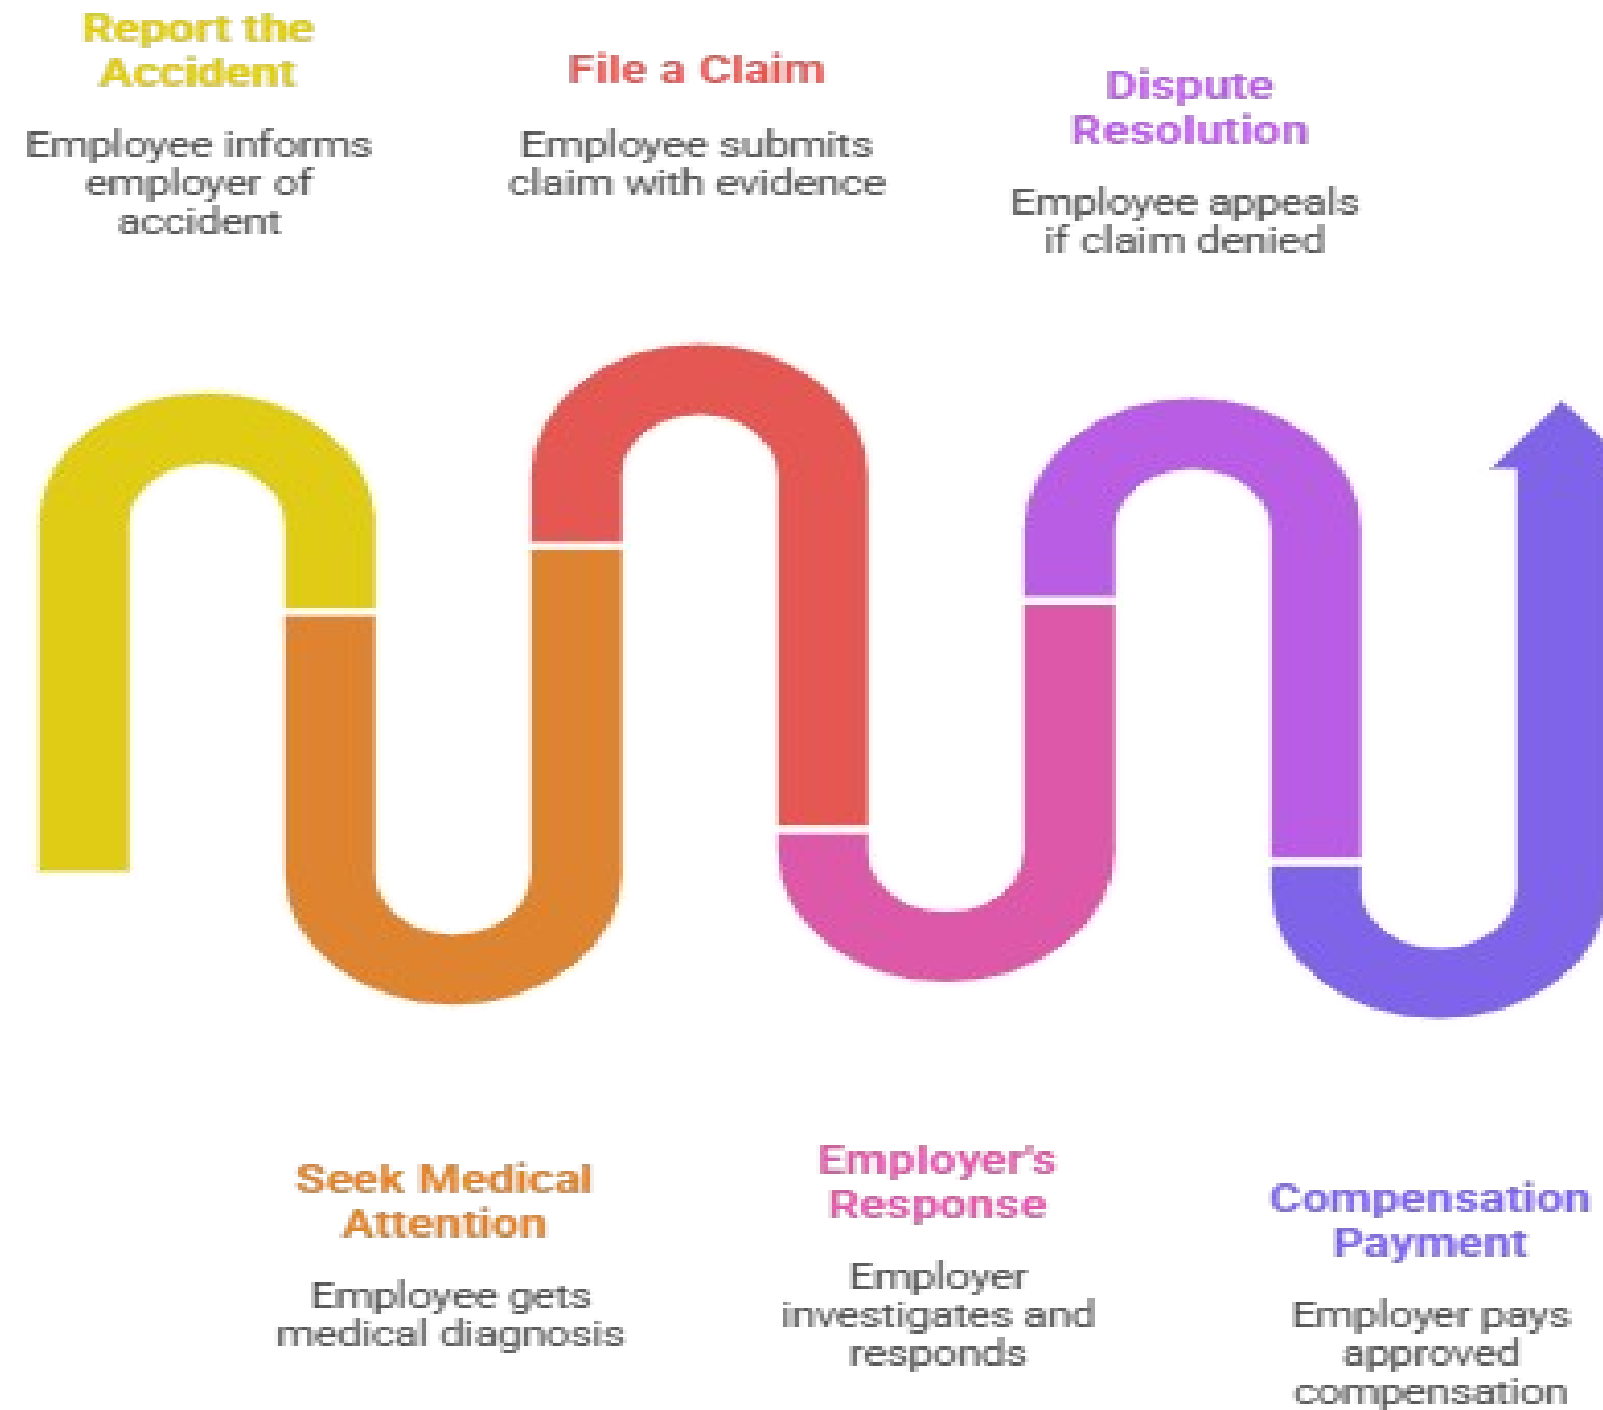 Report the
Accident
Employee informs
employer of
accident
File a Claim
Employee submits
claim with evidence
Dispute
Resolution
Employee appeals
if claim denied
Seek Medical
Attention
Employee gets
medical diagnosis
Employer's
Response
Employer
investigates and
responds
Compensation
Payment
Employer pays
approved
compensation